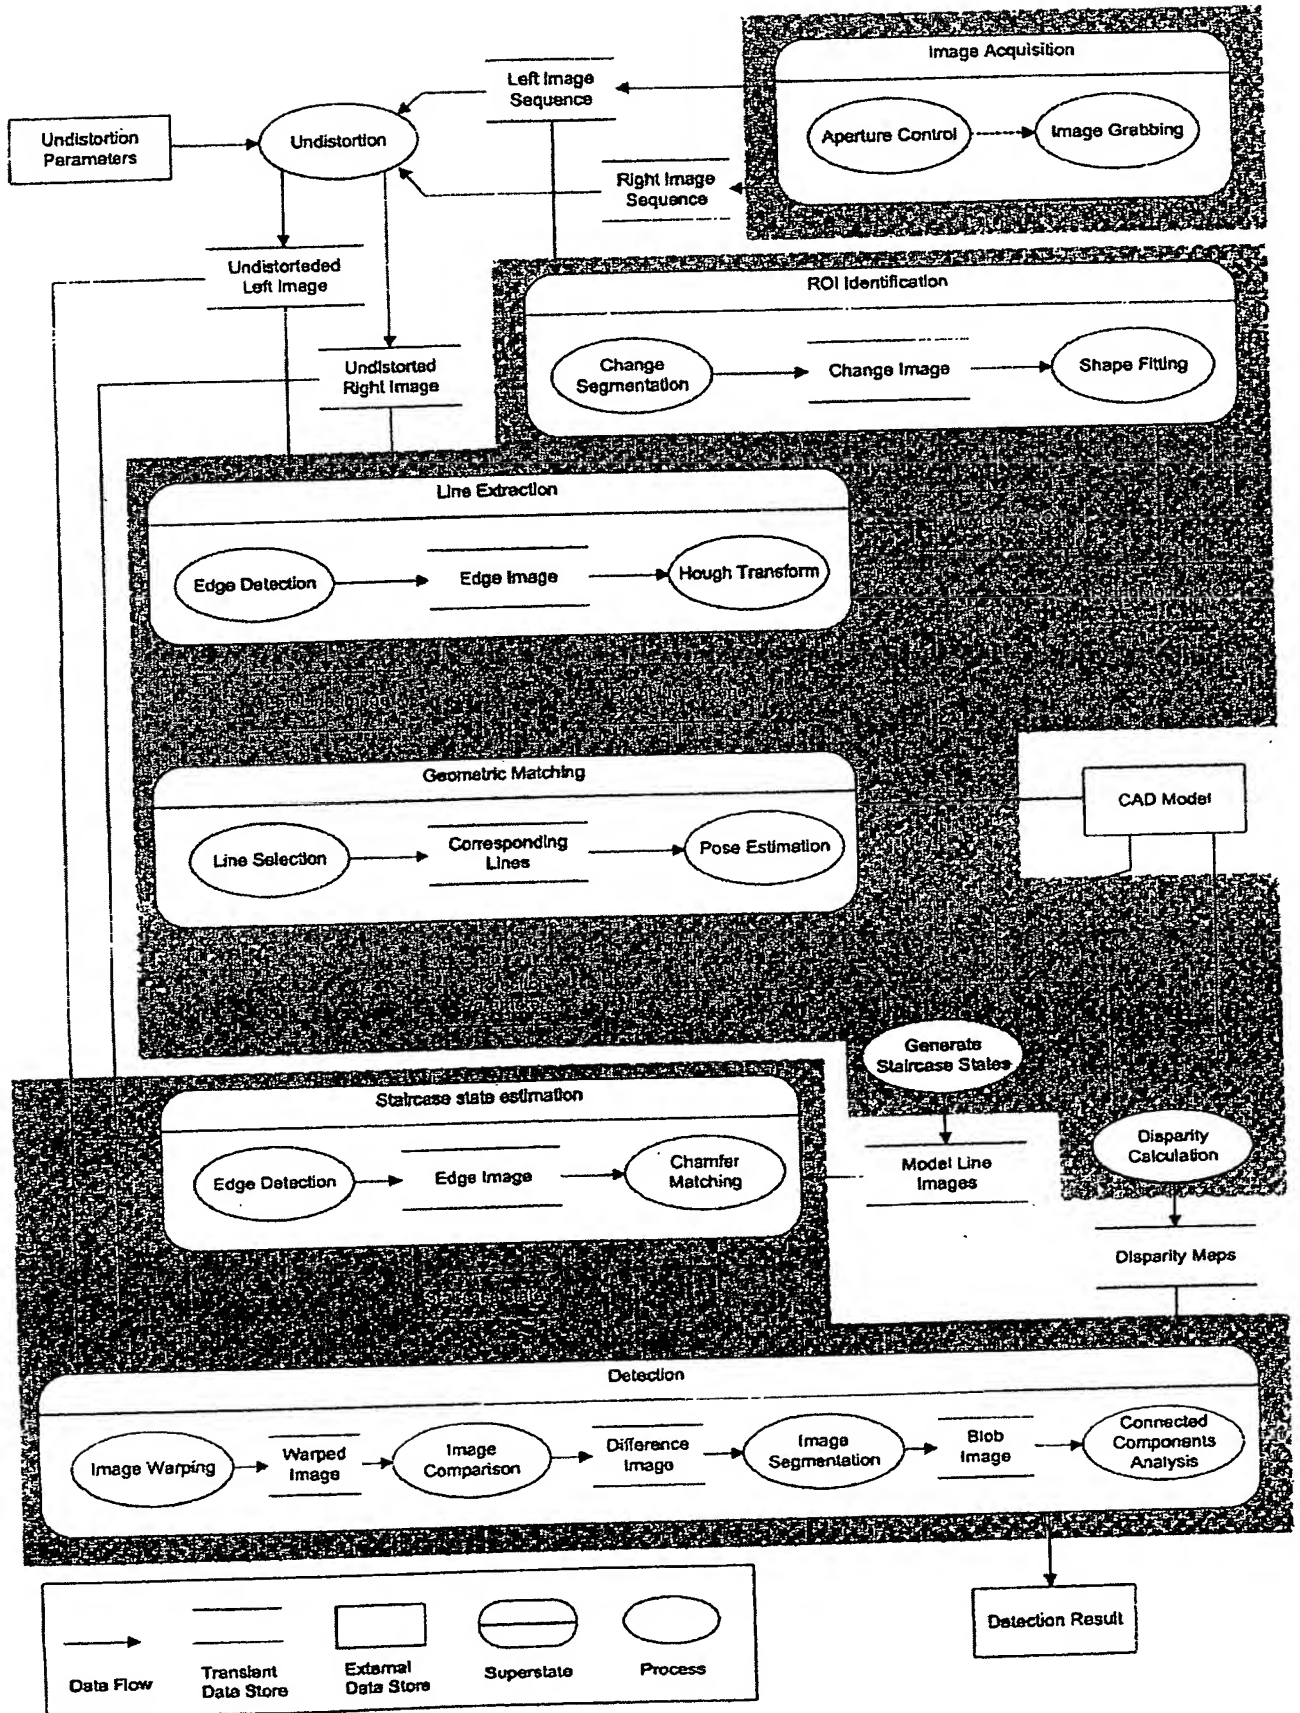 Image Acquisition
Left Image
Sequence
Aperture Control
Image Grabbing
Undistortion
Parameters
Undistortion
Right Image
Sequence
Undistorteded
Left Image
ROI Identification
Undistorted
Right Image
Change
Segmentation
Change Image
Shape Fitting
Line Extraction
Edge Detection
Edge Image
Hough Transform
Geometric Matching
CAD Model
Line Selection
Corresponding
Lines
Pose Estimation
Generate
Staircase States
Staircase state estimation
Edge Detection
Edge Image
Chamfer
Matching
Model Line
Images
Disparity
Calculation
Disparity Maps
Detection
Image Warping
Warped
Image
Image
Comparison
Difference
Image
Image
Segmentation
Blob
Image
Connected
Components
Analysis
Detection Result
Data Flow
Transient
Data Store
External
Data Store
Superstate
Process